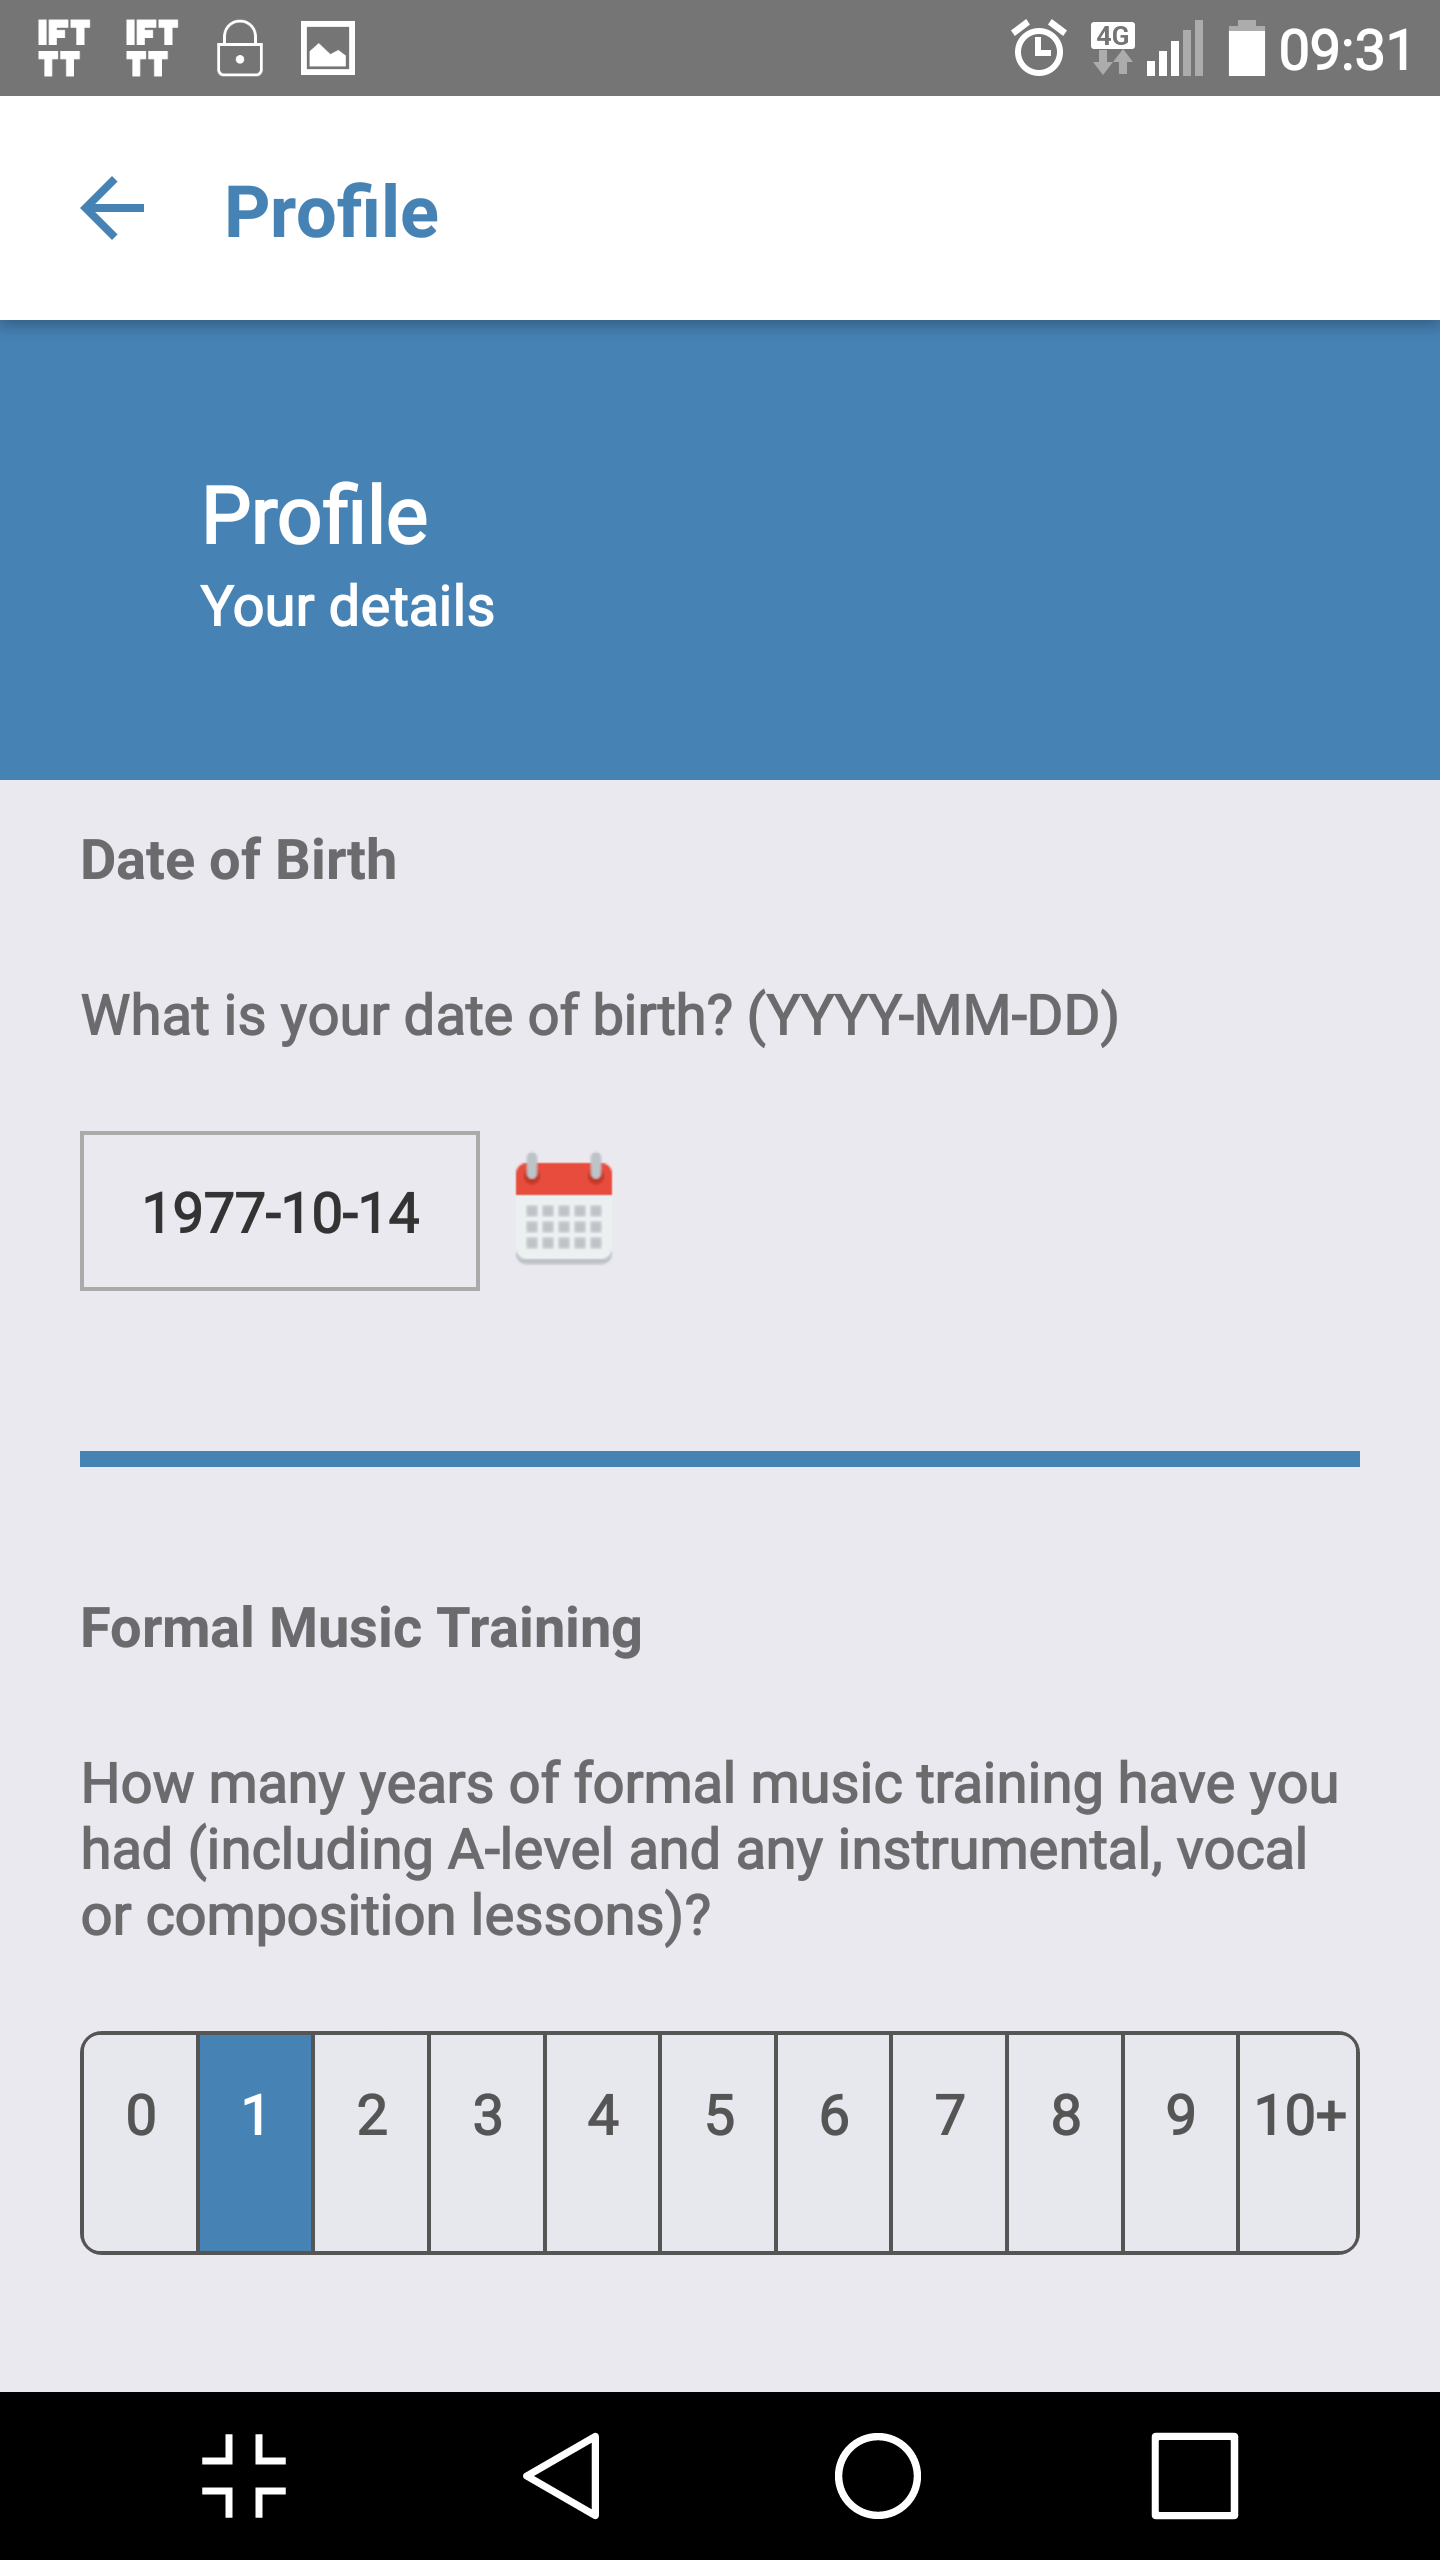 IFTTT IFTTT 4G 09:31
Profile
Profile
Your details
Date of Birth
What is your date of birth? (YYYY-MM-DD)
1977-10-14
Formal Music Training
How many years of formal music training have you
had (including A-level and any instrumental, vocal
or composition lessons)?
0 1 2 3 4 5 6 7 8 9 10+